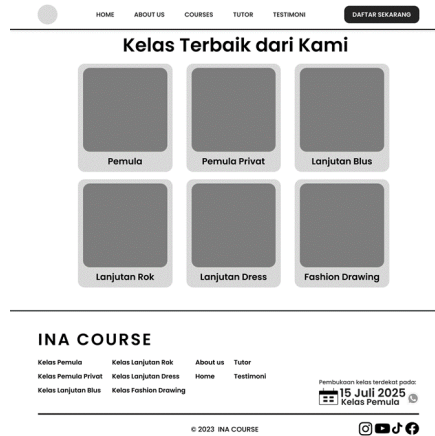 HOME ABOUT US COURSES TUTOR TESTIMONI DAFTAR SEKARANG
Kelas Terbaik dari Kami
Pemula Pemula Privat Lanjutan Blus
Lanjutan Rok Lanjutan Dress Fashion Drawing
INA COURSE
Kelas Pemula Kelas Lanjutan Rok About us Tutor
Kelas Pemula Privat Kelas Lanjutan Dress Home Testimoni
Kelas Lanjutan Blus Kelas Fashion Drawing
Pembukaan kelas terdekat pada:
15 Juli 2025
Kelas Pemula
© 2023 INA COURSE